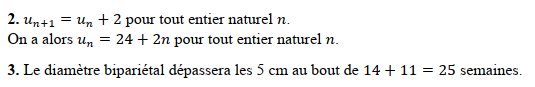 2. uₙ₊₁ = uₙ + 2 pour tout entier naturel n.
On a alors uₙ = 24 + 2n pour tout entier naturel n.
3. Le diamètre bipariétal dépassera les 5 cm au bout de 14 + 11 = 25 semaines.